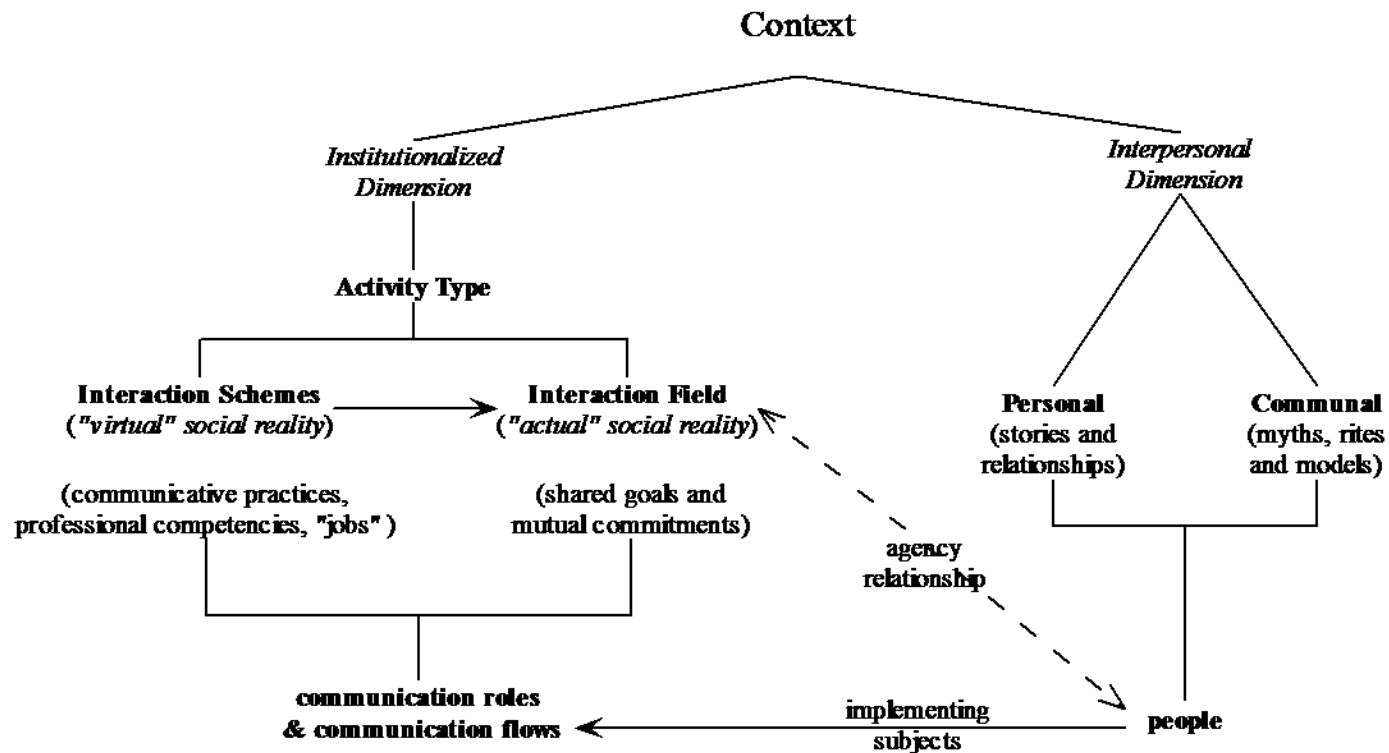 Context
Institutionalized
Dimension
Interpersonal
Dimension
Activity Type
Interaction Schemes
("virtual" social reality)
Interaction Field
("actual" social reality)
Personal
(stories and
relationships)
Communal
(myths, rites
and models)
(communicative practices,
professional competencies, "jobs" )
(shared goals and
mutual commitments)
agency
relationship
communication roles
& communication flows
implementing
subjects
people